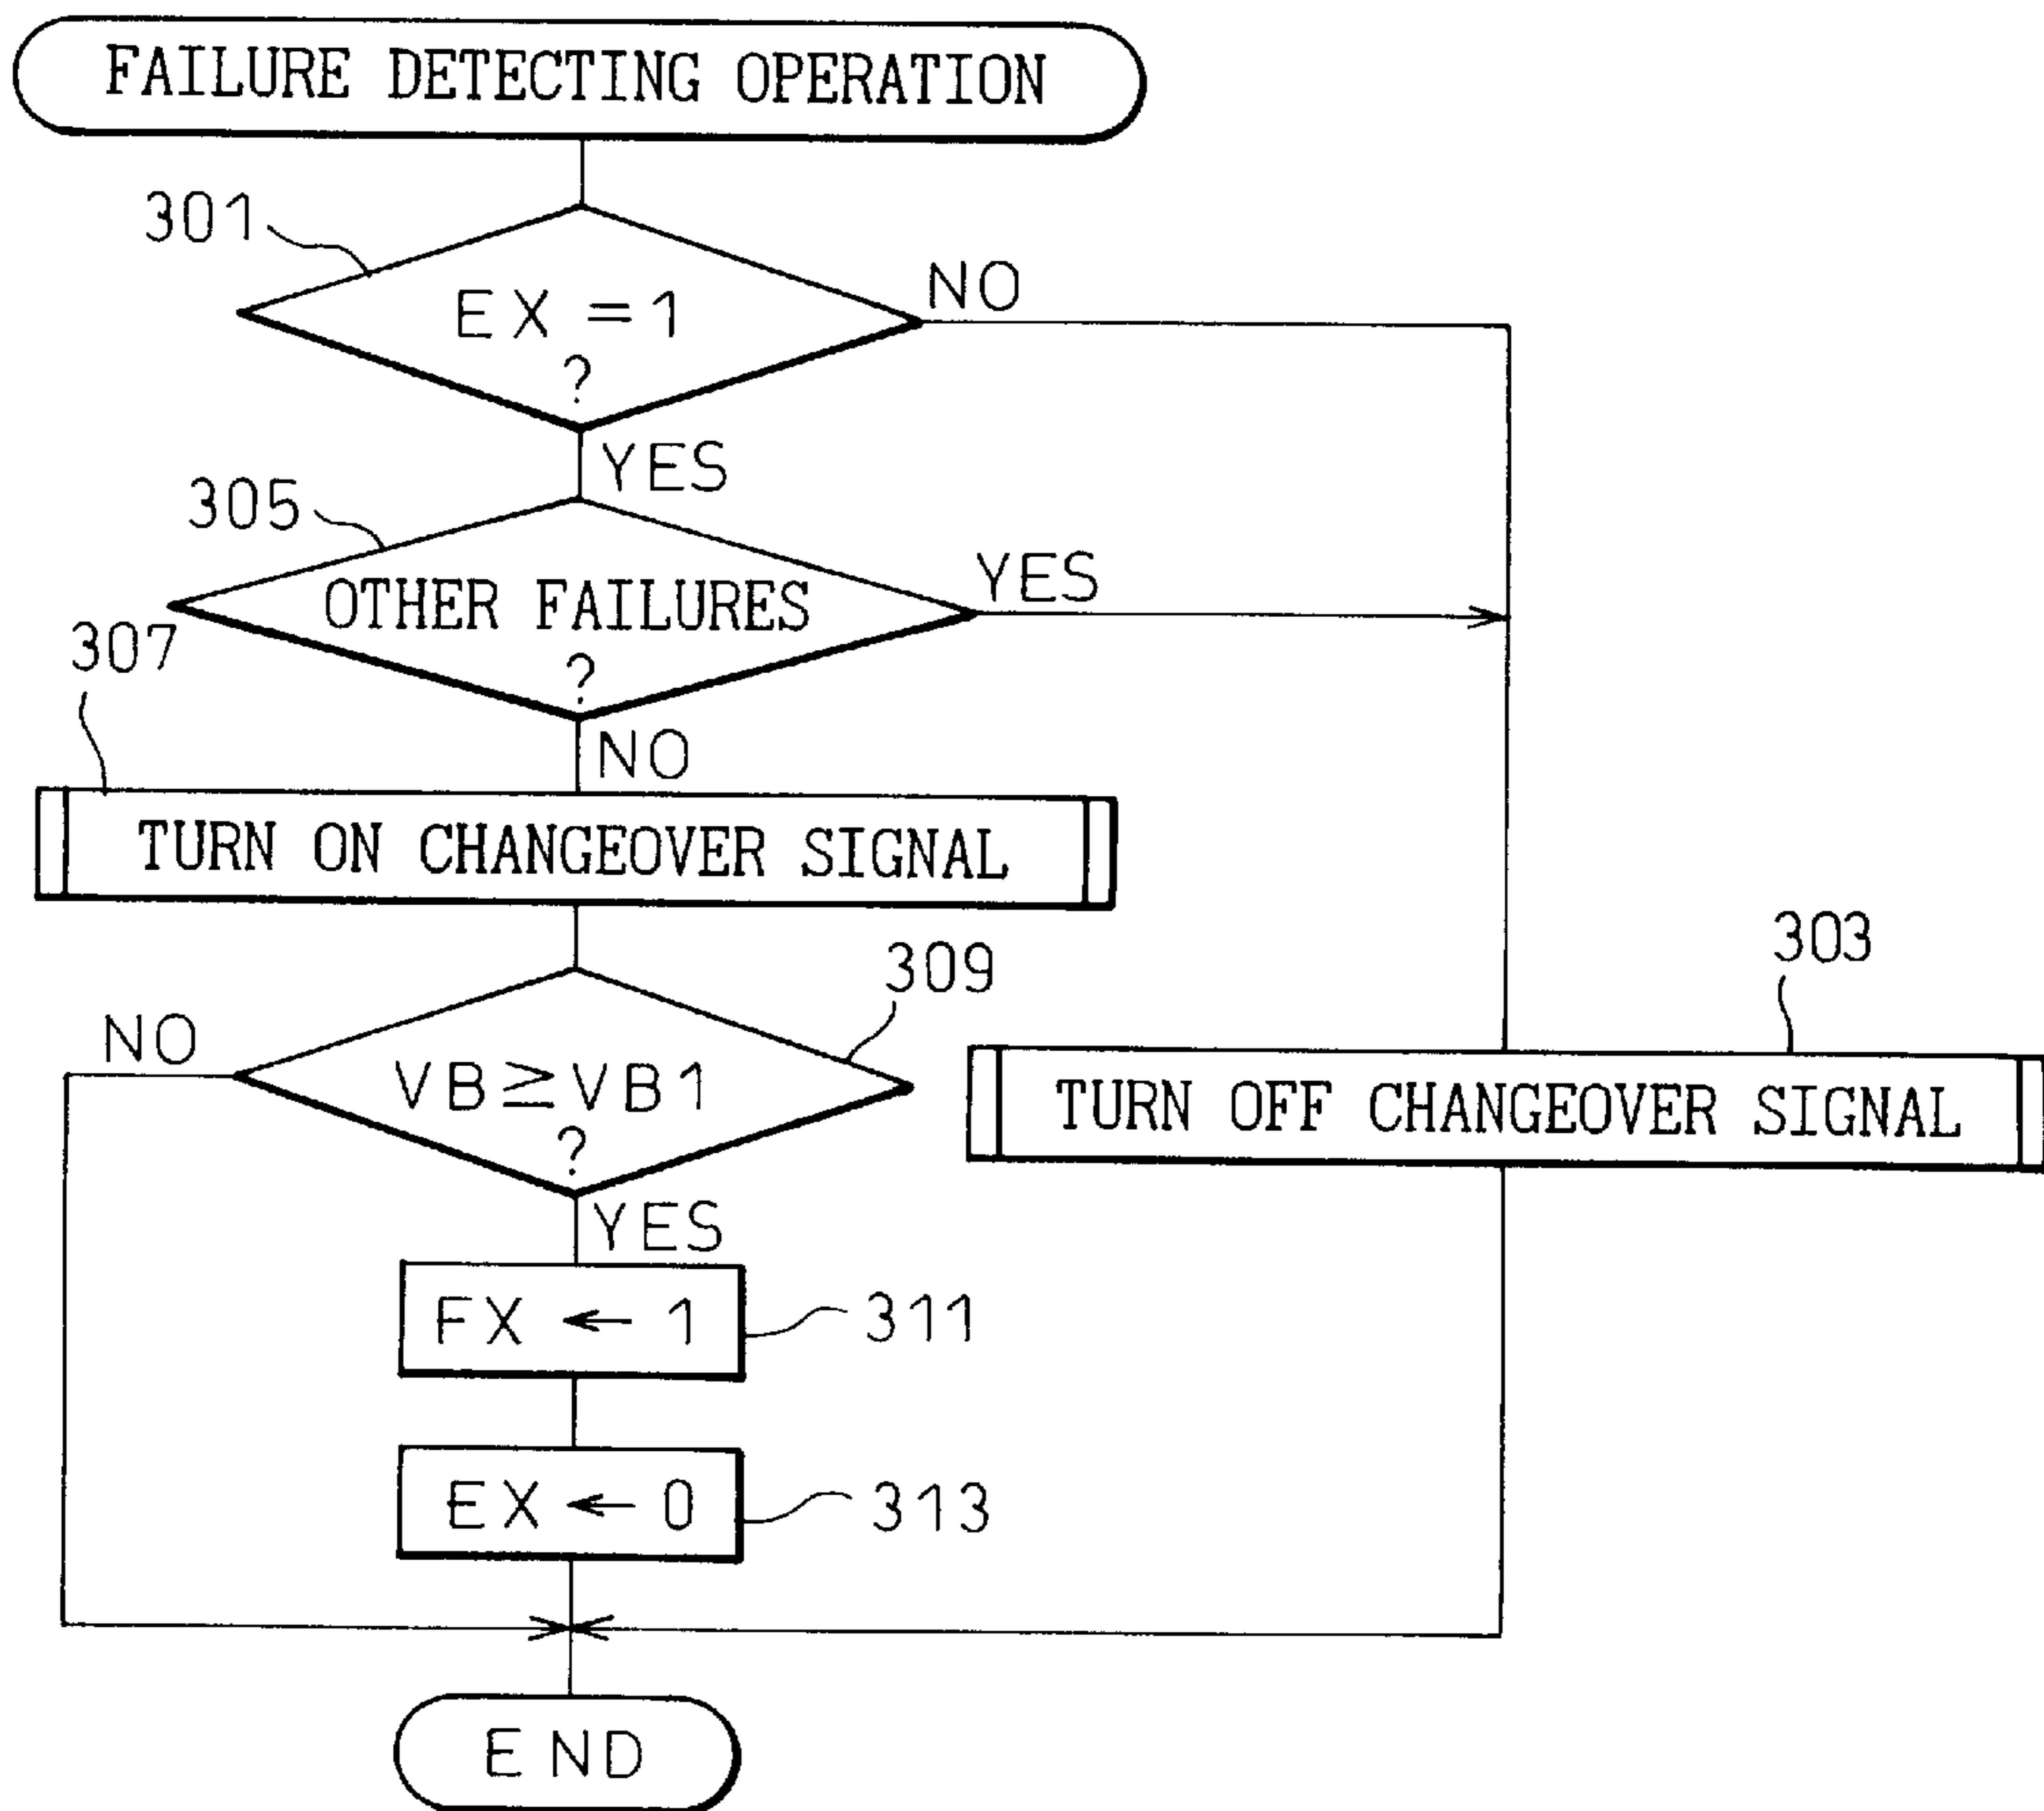 FAILURE DETECTING OPERATION
301
EX = 1
?
NO
YES
305
OTHER FAILURES
?
YES
307
NO
TURN ON CHANGEOVER SIGNAL
309
303
NO
VB≧VB1
?
TURN OFF CHANGEOVER SIGNAL
YES
FX ← 1
311
EX ← 0
313
END